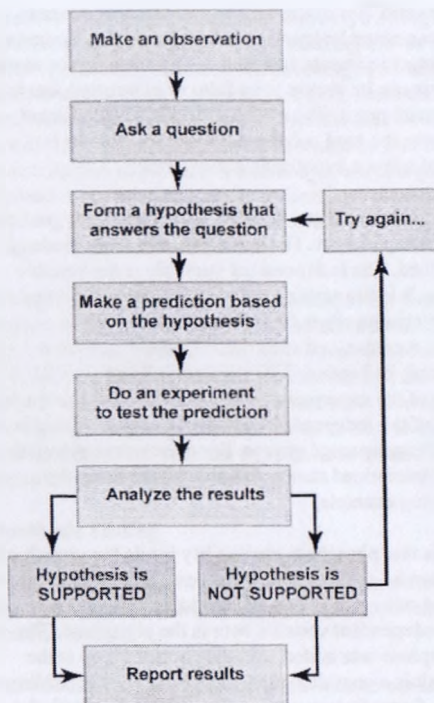 Make an observation
Ask a question
Form a hypothesis that
answers the question
Try again...
Make a prediction based
on the hypothesis
Do an experiment
to test the prediction
Analyze the results
Hypothesis is
SUPPORTED
Hypothesis is
NOT SUPPORTED
Report results